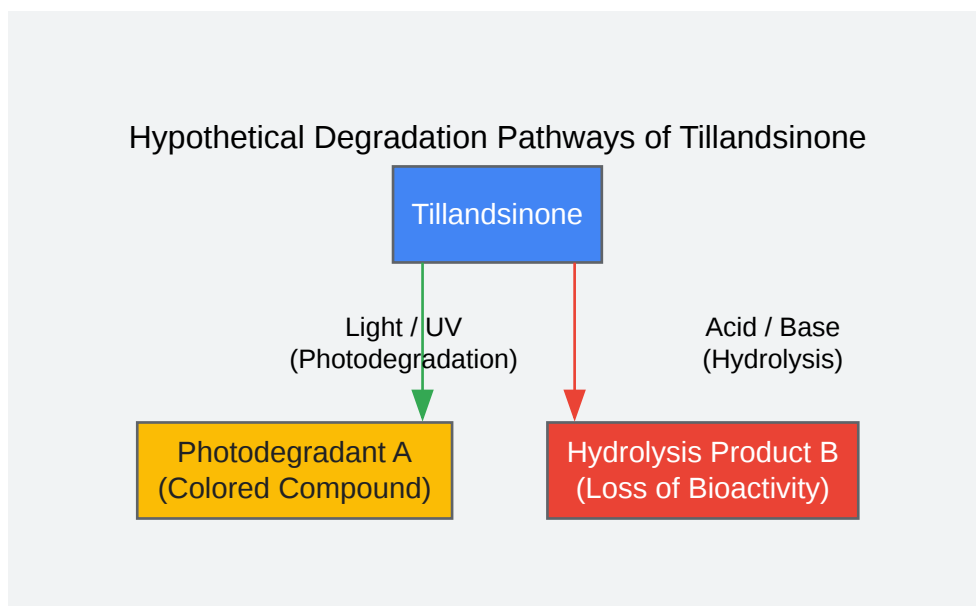 Hypothetical Degradation Pathways of Tillandsinone
Tillandsinone
Light / UV
(Photodegradation)
Acid / Base
(Hydrolysis)
Photodegradant A
(Colored Compound)
Hydrolysis Product B
(Loss of Bioactivity)